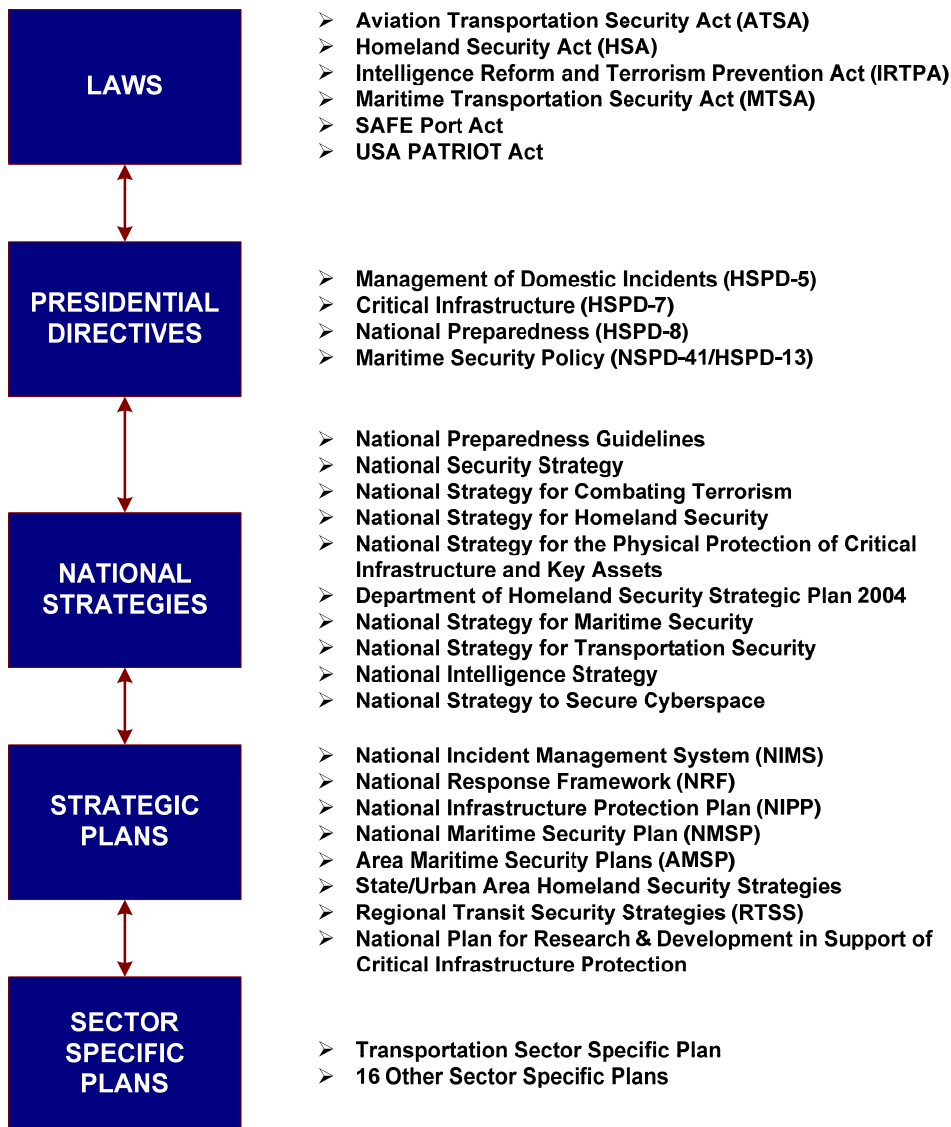 LAWS
➢ Aviation Transportation Security Act (ATSA)
➢ Homeland Security Act (HSA)
➢ Intelligence Reform and Terrorism Prevention Act (IRTPA)
➢ Maritime Transportation Security Act (MTSA)
➢ SAFE Port Act
➢ USA PATRIOT Act
PRESIDENTIAL
DIRECTIVES
➢ Management of Domestic Incidents (HSPD-5)
➢ Critical Infrastructure (HSPD-7)
➢ National Preparedness (HSPD-8)
➢ Maritime Security Policy (NSPD-41/HSPD-13)
NATIONAL
STRATEGIES
➢ National Preparedness Guidelines
➢ National Security Strategy
➢ National Strategy for Combating Terrorism
➢ National Strategy for Homeland Security
➢ National Strategy for the Physical Protection of Critical
Infrastructure and Key Assets
➢ Department of Homeland Security Strategic Plan 2004
➢ National Strategy for Maritime Security
➢ National Strategy for Transportation Security
➢ National Intelligence Strategy
➢ National Strategy to Secure Cyberspace
STRATEGIC
PLANS
➢ National Incident Management System (NIMS)
➢ National Response Framework (NRF)
➢ National Infrastructure Protection Plan (NIPP)
➢ National Maritime Security Plan (NMSP)
➢ Area Maritime Security Plans (AMSP)
➢ State/Urban Area Homeland Security Strategies
➢ Regional Transit Security Strategies (RTSS)
➢ National Plan for Research & Development in Support of
Critical Infrastructure Protection
SECTOR
SPECIFIC
PLANS
➢ Transportation Sector Specific Plan
➢ 16 Other Sector Specific Plans